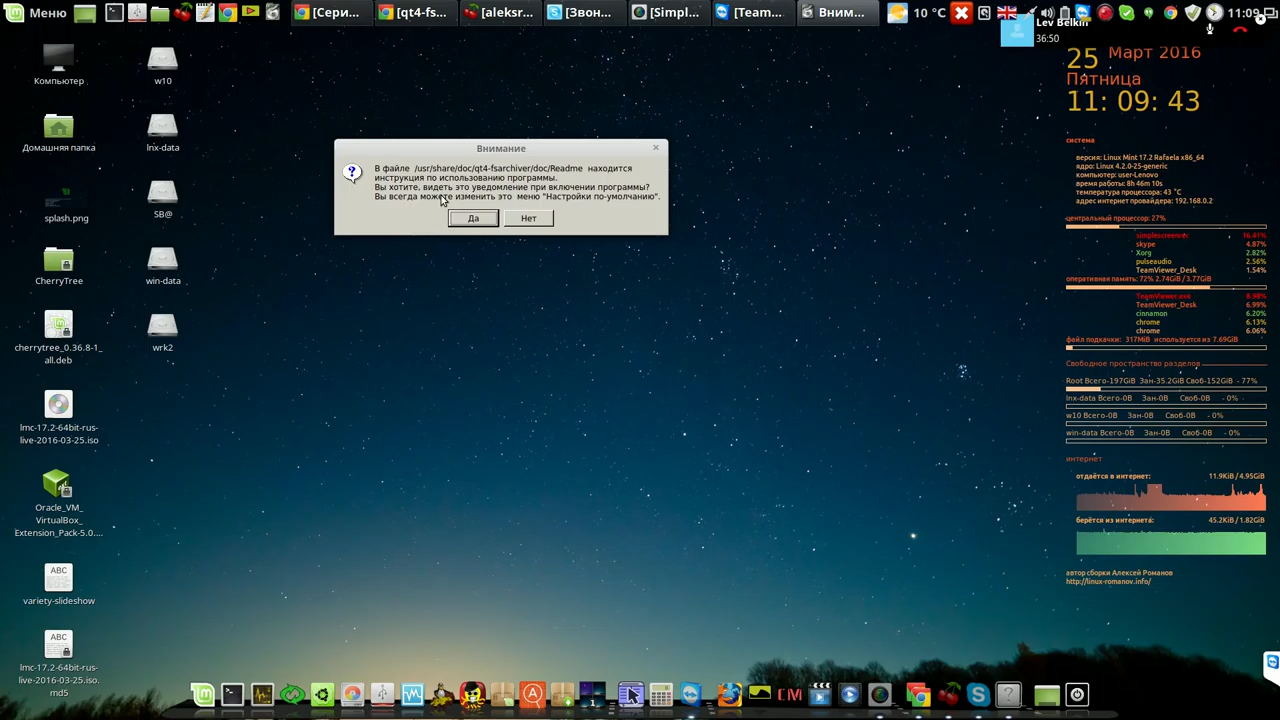 Меню
[Сери...
[qt4-fs...
[aleksr...
[Звон...
[Simpl...
[Team...
Вним...
10 °C
11:09
Lev Belkin
36:50
Компьютер
w10
Домашняя папка
lnx-data
splash.png
SB@
CherryTree
win-data
cherrytree_0.36.8-1_
all.deb
wrk2
lmc-17.2-64bit-rus-
live-2016-03-25.iso
Oracle_VM_
VirtualBox_
Extension_Pack-5.0....
ABC
variety-slideshow
ABC
lmc-17.2-64bit-rus-
live-2016-03-25.iso.
md5
Внимание
В файле /usr/share/doc/qt4-fsarchiver/doc/Readme находится
инструкция по использованию программы.
Вы хотите, видеть это уведомление при включении программы?
Вы всегда можете изменить это меню "Настройки по-умолчанию".
Да
Нет
25 Март 2016
Пятница
11: 09: 43
система
версия: Linux Mint 17.2 Rafaela x86_64
ядро: Linux 4.2.0-25-generic
компьютер: user-Lenovo
время работы: 8h 46m 10s
температура процессора: 43 °C
адрес интернет провайдера: 192.168.0.2
центральный процессор: 27%
simplescreenrec 16.41%
skype 4.87%
Xorg 2.82%
pulseaudio 2.56%
TeamViewer_Desk 1.54%
оперативная память: 72% 2.74GiB / 3.77GiB
TeamViewer.exe 8.98%
TeamViewer_Desk 6.99%
cinnamon 6.20%
chrome 6.13%
chrome 6.06%
файл подкачки: 317MiB используется из 7.69GiB
Свободное пространство разделов
Root Всего-197GiB Зан-35.2GiB Своб-152GiB - 77%
lnx-data Всего-0B Зан-0B Своб-0B - 0%
w10 Всего-0B Зан-0B Своб-0B - 0%
win-data Всего-0B Зан-0B Своб-0B - 0%
интернет
отдаётся в интернет: 11.9KiB / 4.95GiB
берётся из интернета: 45.2KiB / 1.82GiB
автор сборки Алексей Романов
http://linux-romanov.info/